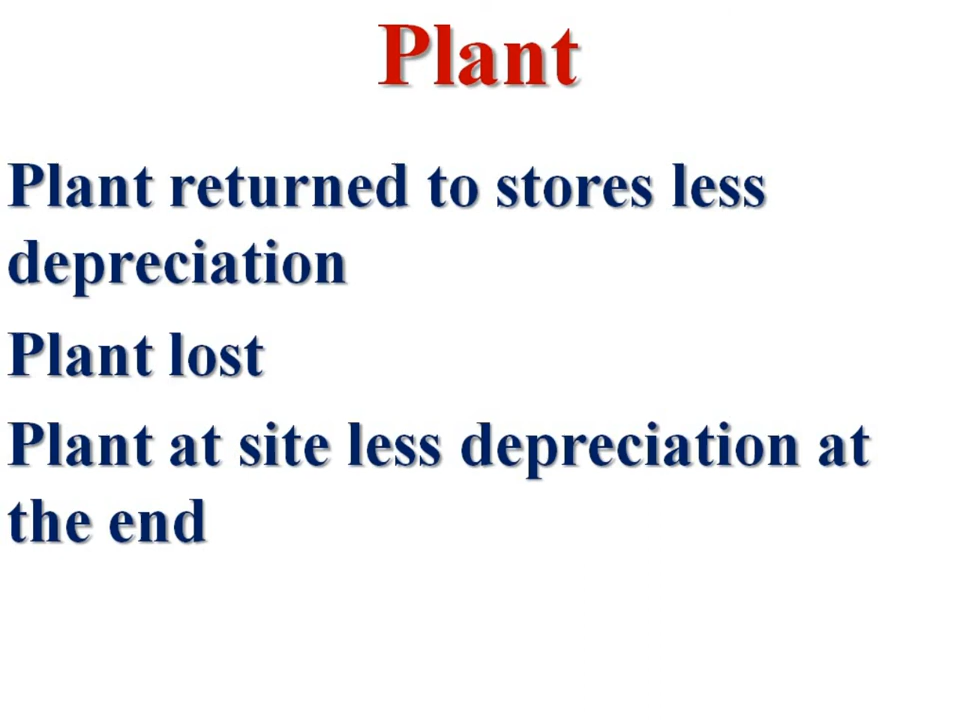 Plant
Plant returned to stores less
depreciation
Plant lost
Plant at site less depreciation at
the end